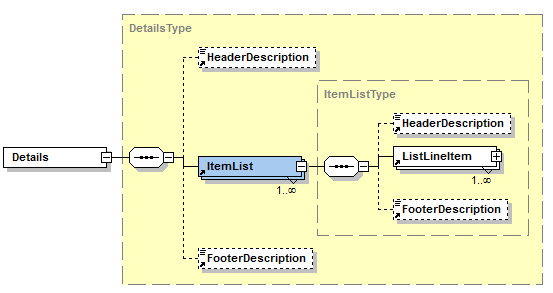 DetailsType
HeaderDescription
ItemListType
HeaderDescription
Details
ItemList
ListLineItem
1..∞
1..∞
FooterDescription
FooterDescription